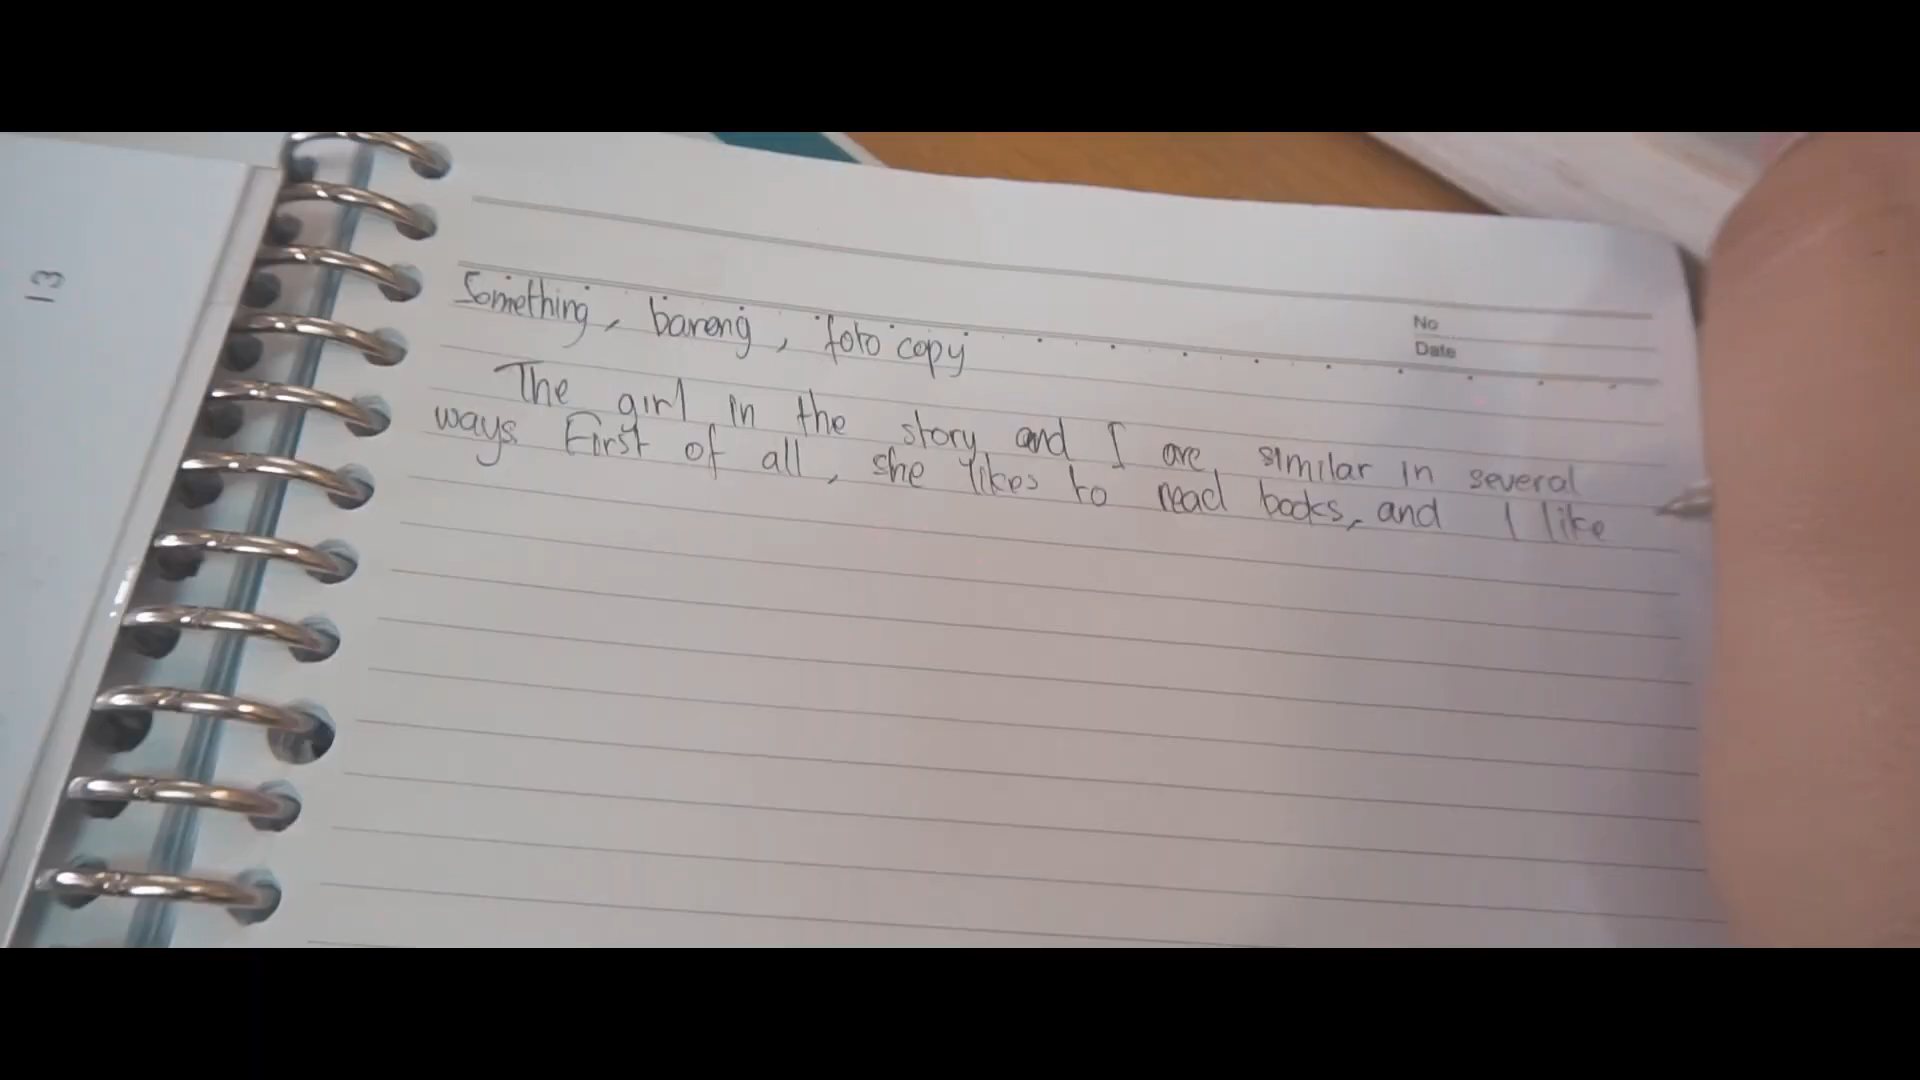 13
No
Date
Something, bareng, foto copy
The girl in the story and I are similar in several
ways. First of all, she likes to read books, and I like